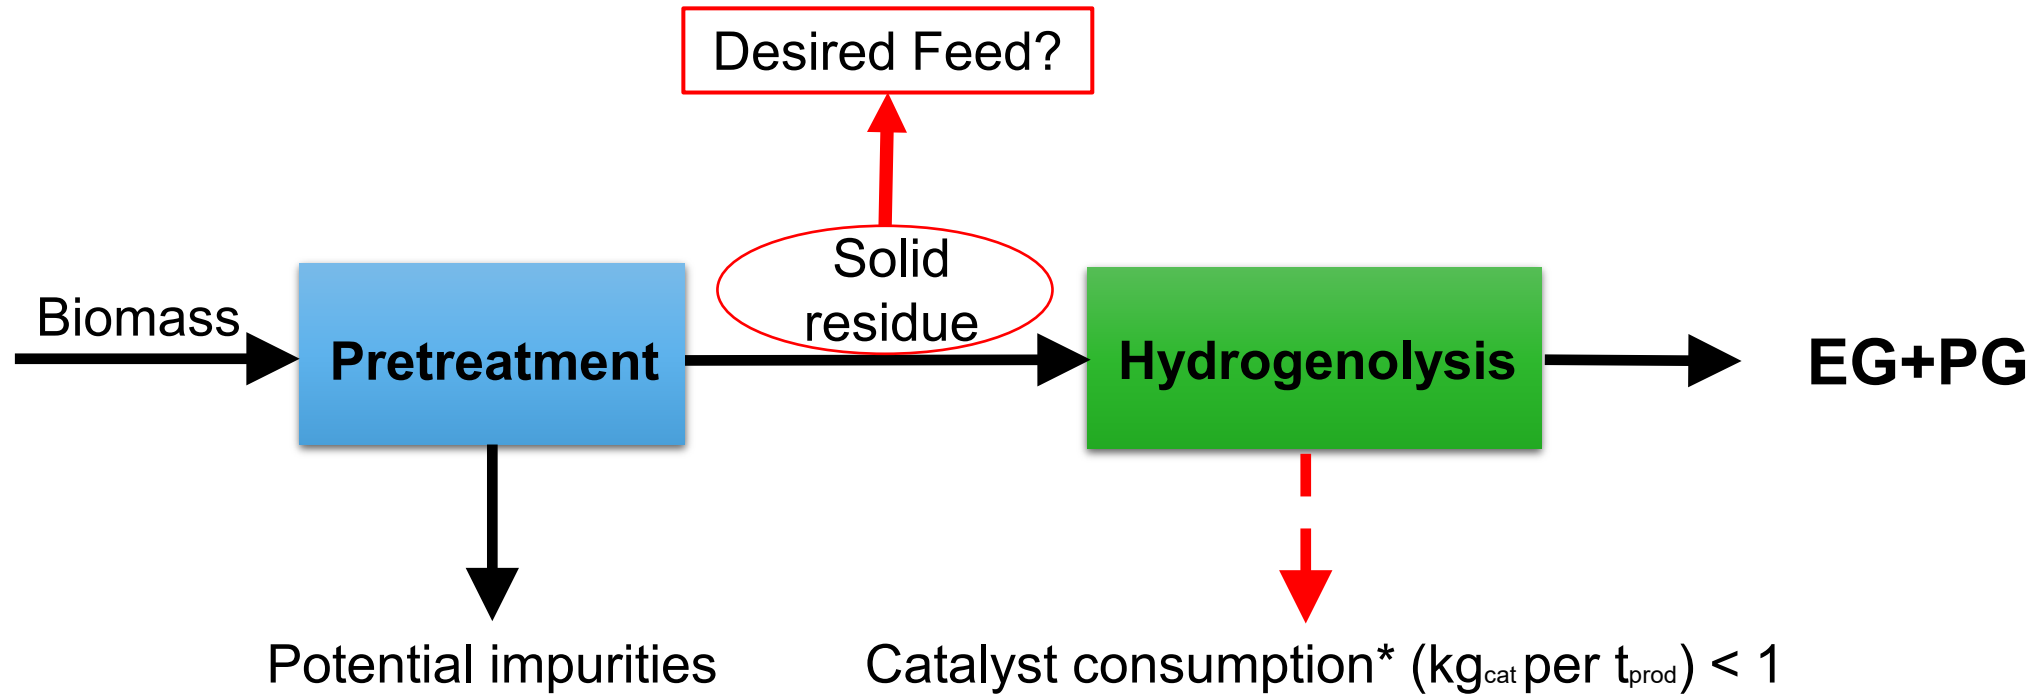 Desired Feed?
Solid
residue
Biomass
Pretreatment
Hydrogenolysis
EG+PG
Potential impurities
Catalyst consumption* (kgcat per tprod) < 1